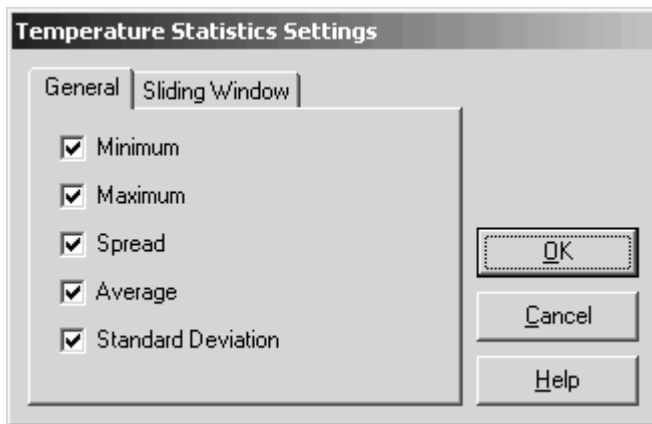 Temperature Statistics Settings
General
Sliding Window
Minimum
Maximum
Spread
Average
Standard Deviation
OK
Cancel
Help